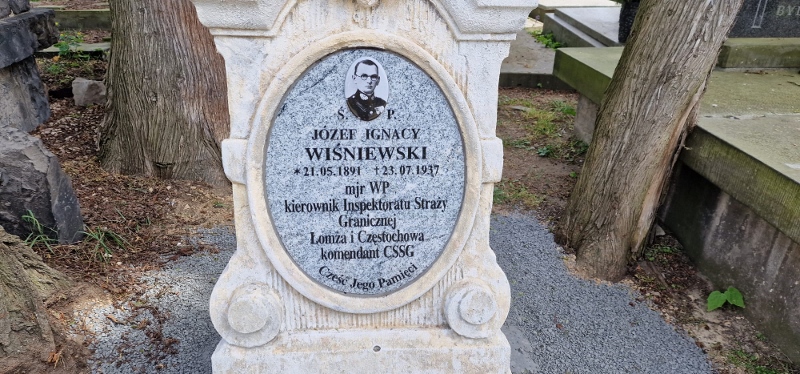 Ś. P.
JÓZEF IGNACY
WIŚNIEWSKI
*21.05.1891 †23.07.1937
mjr WP
kierownik Inspektoratu Straży
Granicznej
Łomża i Częstochowa
komendant CSSG
Cześć Jego Pamięci